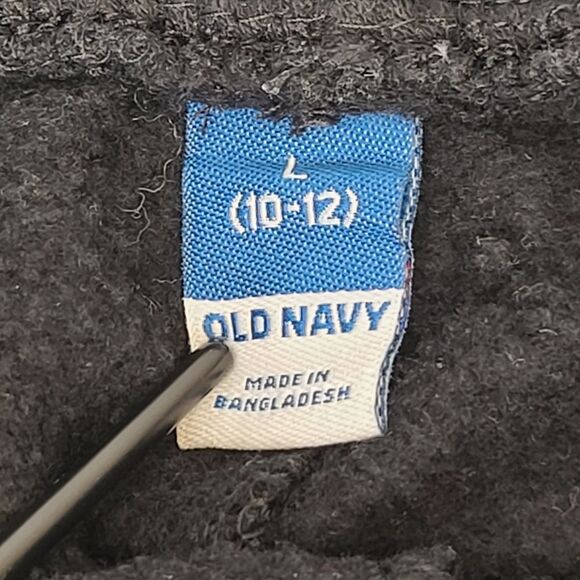 L
(10-12)
OLD NAVY
MADE IN
BANGLADESH